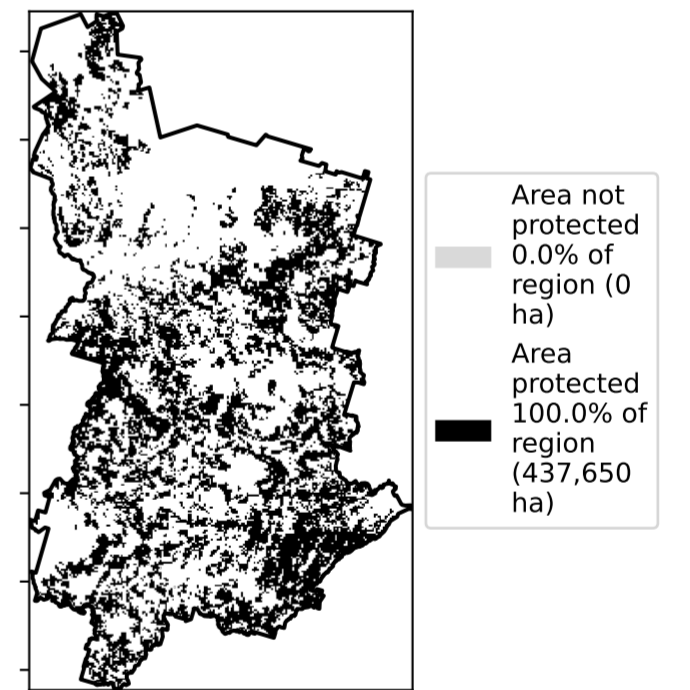 Area not
protected
0.0% of
region (0
ha)
Area
protected
100.0% of
region
(437,650
ha)